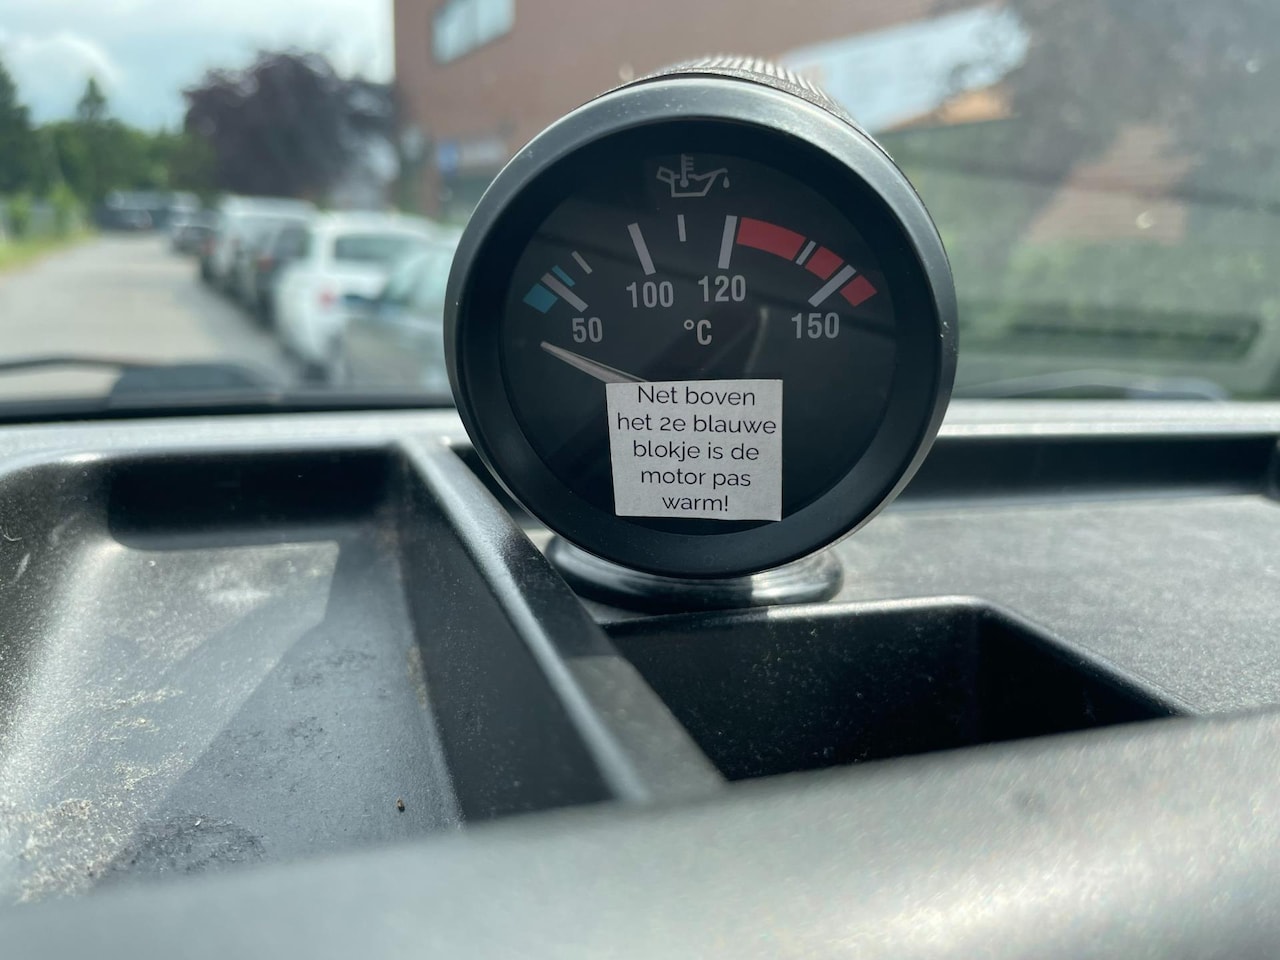 50 100 120 150
°C
Net boven
het 2e blauwe
blokje is de
motor pas
warm!